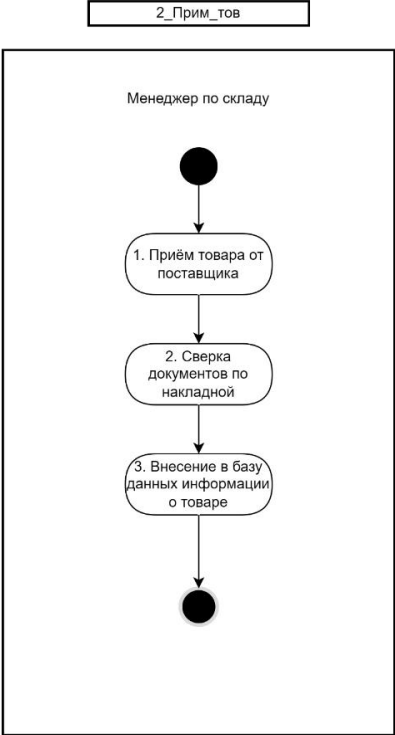 2_Прим_тов
Менеджер по складу
1. Приём товара от
поставщика
2. Сверка
документов по
накладной
3. Внесение в базу
данных информации
о товаре